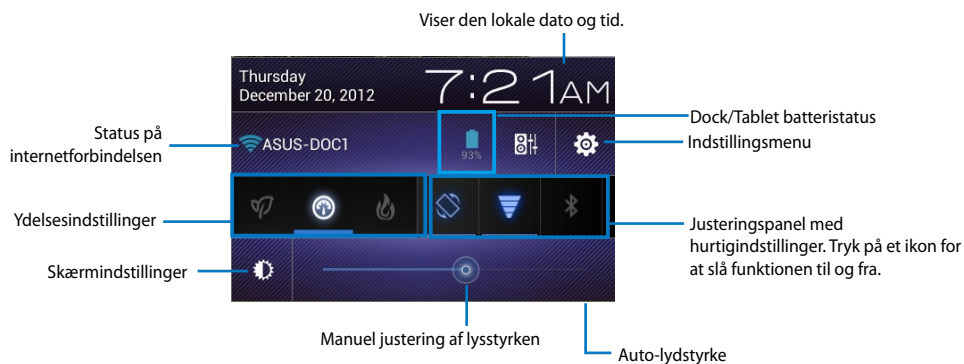 Viser den lokale dato og tid.
Thursday
December 20, 2012
7:21AM
Dock/Tablet batteristatus
Status på
internetforbindelsen
ASUS-DOC1
93%
Indstillingsmenu
Ydelsesindstillinger
Justeringspanel med
hurtigindstillinger. Tryk på et ikon for
at slå funktionen til og fra.
Skærmindstillinger
Manuel justering af lysstyrken
Auto-lydstyrke